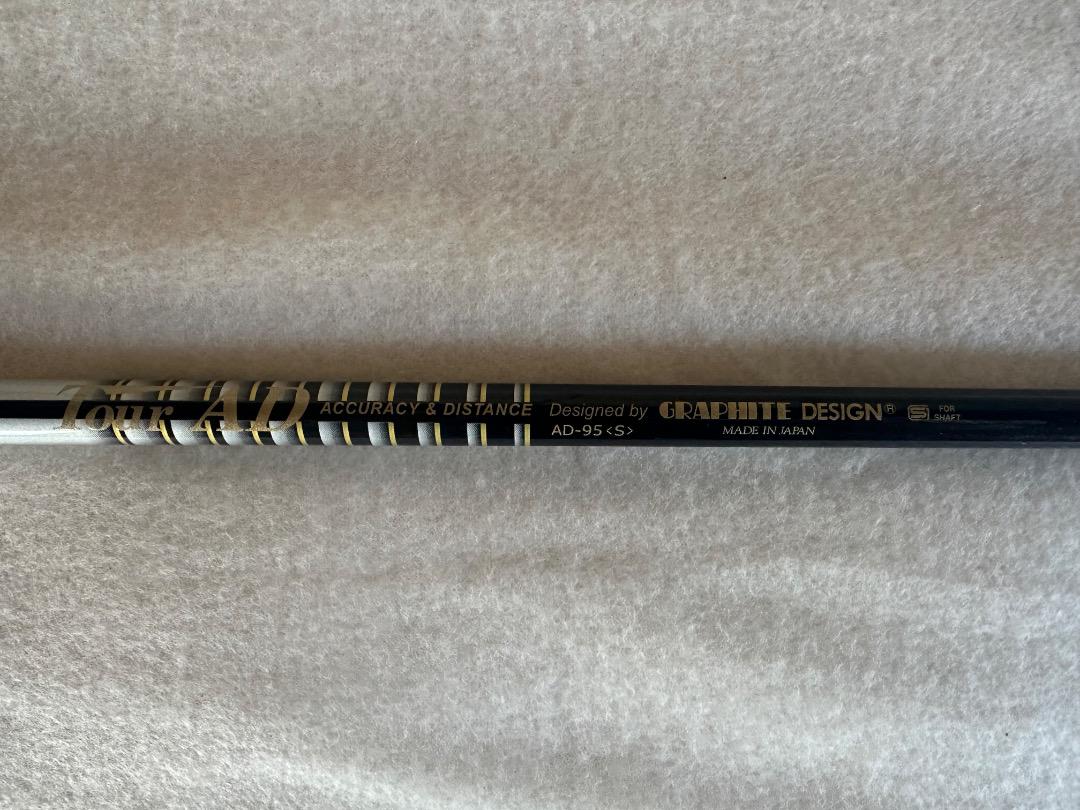 Tour AD ACCURACY & DISTANCE Designed by GRAPHITE DESIGN® S FOR SHAFT
AD-95 <S> MADE IN JAPAN